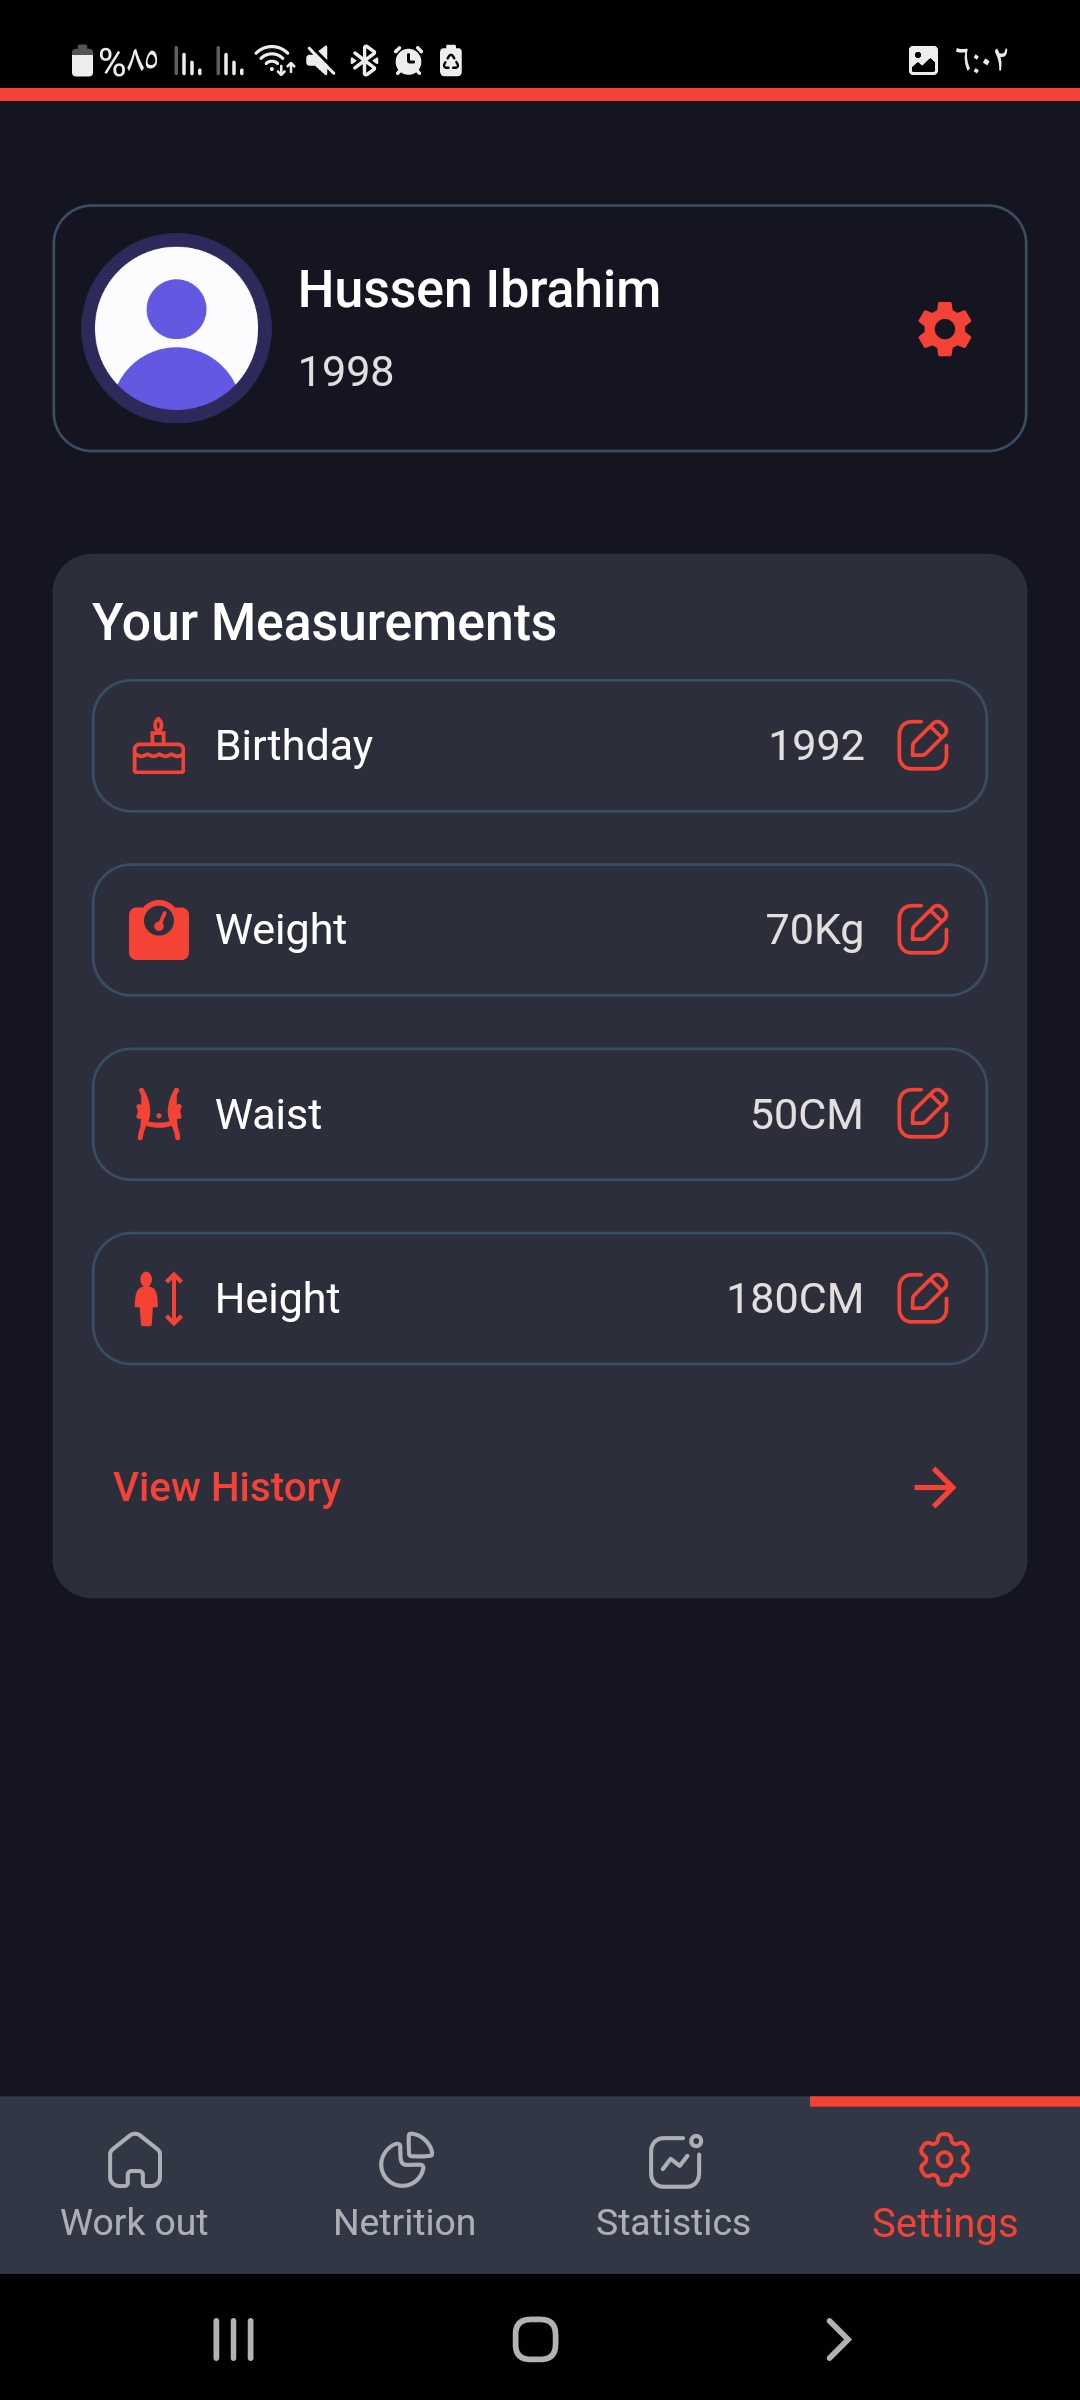 %٨٥ ٦:٠٢
Hussen Ibrahim
1998
Your Measurements
Birthday 1992
Weight 70Kg
Waist 50CM
Height 180CM
View History
Work out Netrition Statistics Settings